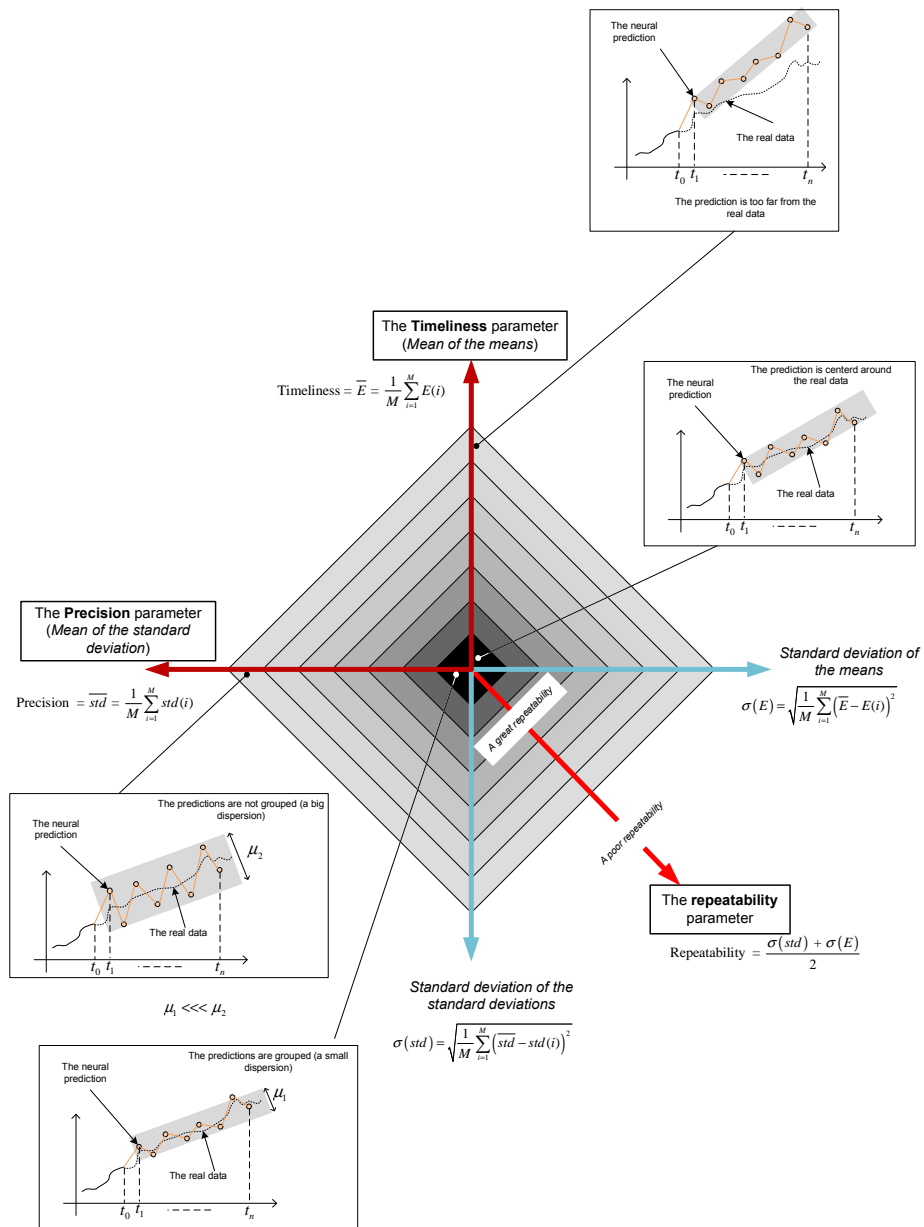 The neural
prediction
The real data
t₀ t₁ tₙ
The prediction is too far from the
real data
The Timeliness parameter
(Mean of the means)
Timeliness = E̅ = 1/M ∑_{i=1}^{M} E(i)
The prediction is centerd around
the real data
The neural
prediction
The real data
t₀ t₁ tₙ
The Precision parameter
(Mean of the standard
deviation)
Precision = \overline{std} = 1/M ∑_{i=1}^{M} std(i)
Standard deviation of
the means
σ(E) = √(1/M ∑_{i=1}^{M} (E̅ − E(i))²)
A great repeatability
A poor repeatability
The repeatability
parameter
Repeatability = (σ(std) + σ(E))/2
The predictions are not grouped (a big
dispersion)
The neural
prediction
μ₂
The real data
t₀ t₁ tₙ
μ₁ <<< μ₂
Standard deviation of the
standard deviations
σ(std) = √(1/M ∑_{i=1}^{M} (\overline{std} − std(i))²)
The predictions are grouped (a small
dispersion)
The neural
prediction
μ₁
The real data
t₀ t₁ tₙ